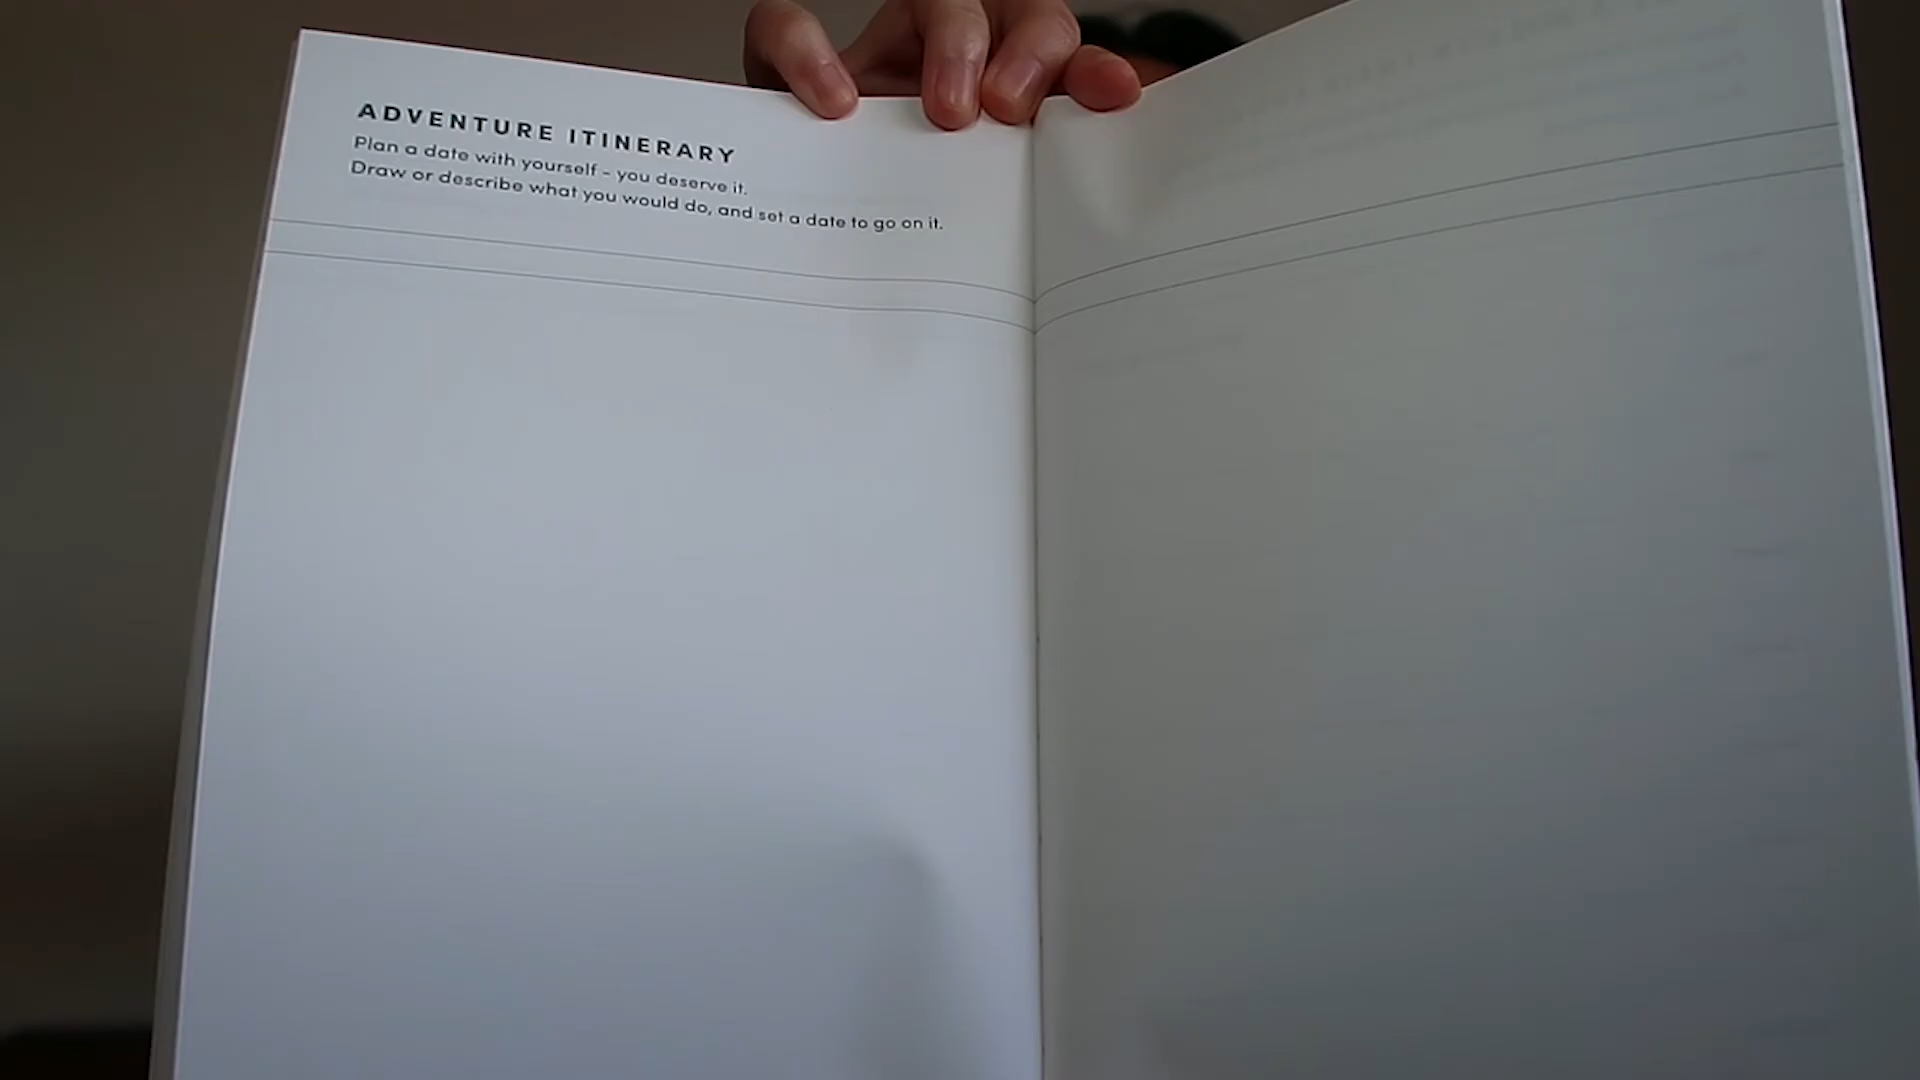 ADVENTURE ITINERARY
Plan a date with yourself - you deserve it.
Draw or describe what you would do, and set a date to go on it.